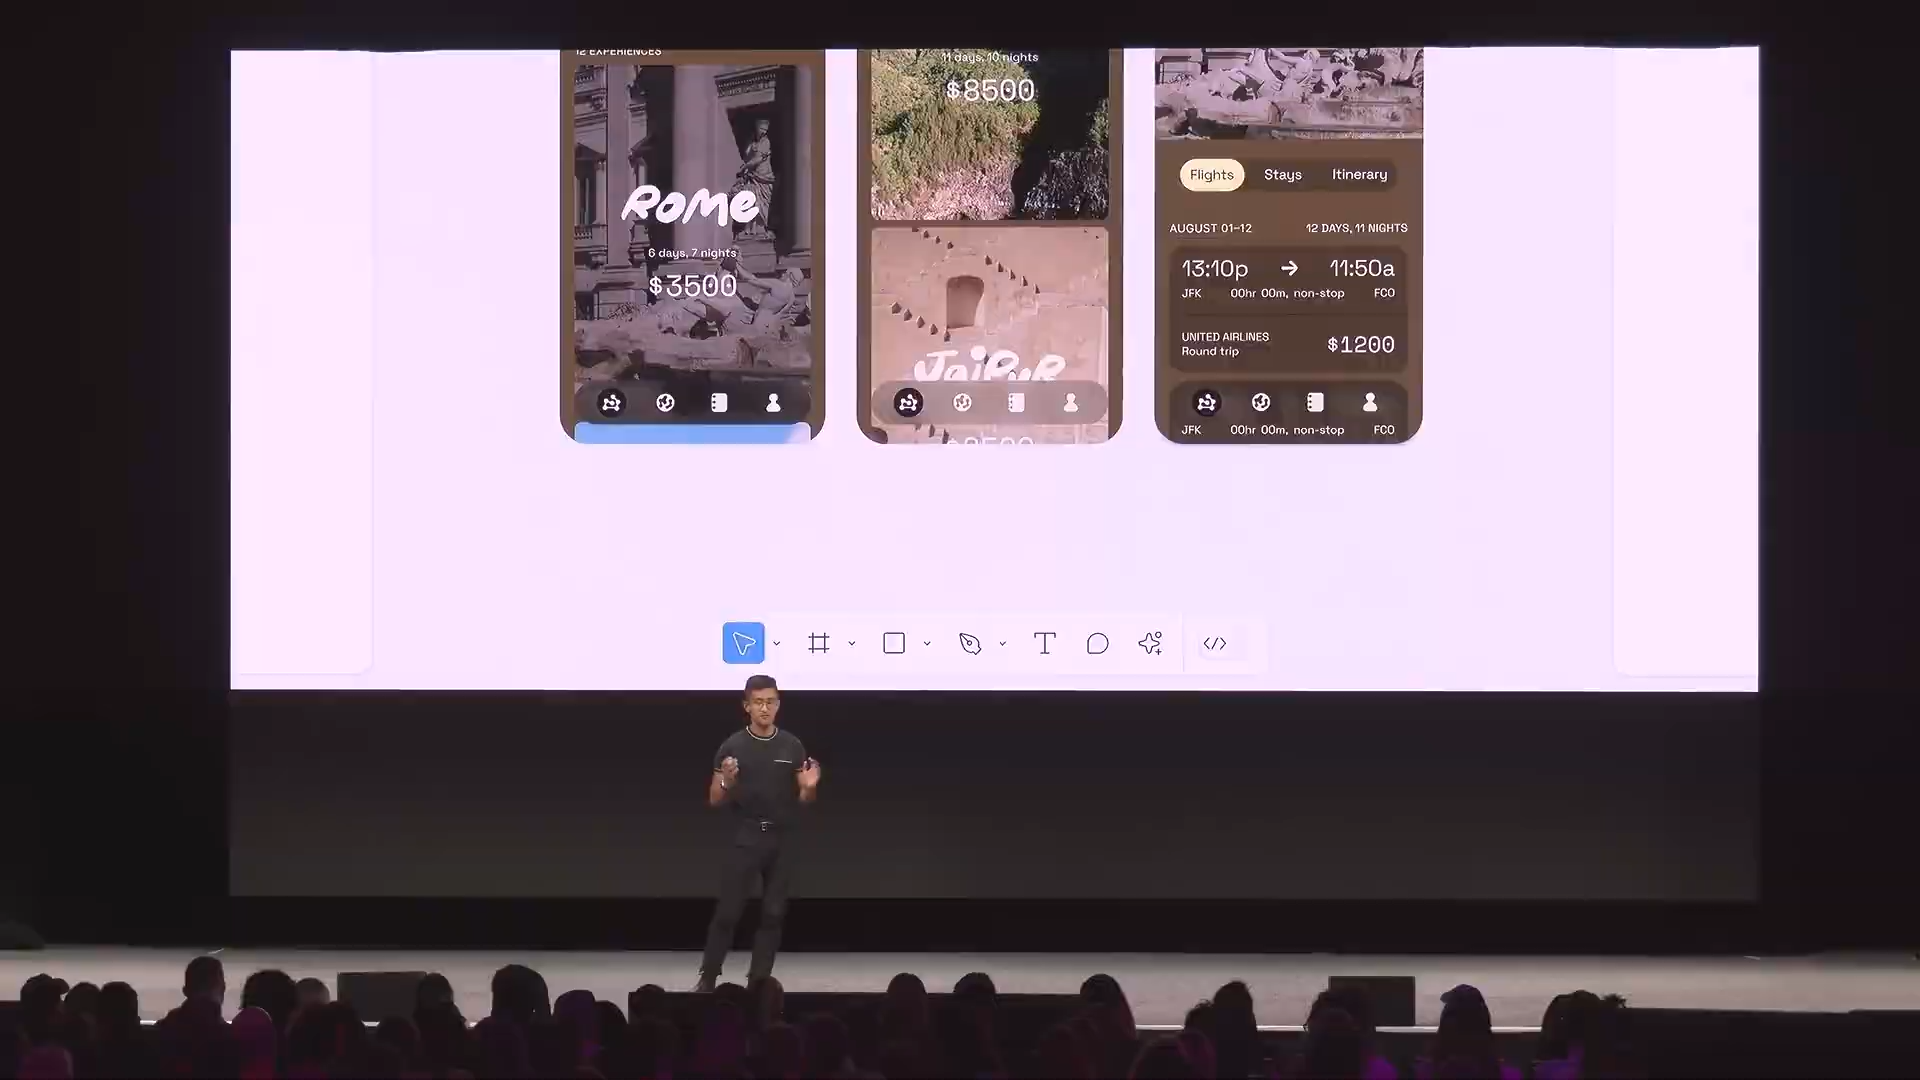 12 EXPERIENCES
ROME
6 days, 7 nights
$3500
11 days, 10 nights
$8500
JAIPUR
$8500
Flights Stays Itinerary
AUGUST 01–12 12 DAYS, 11 NIGHTS
13:10p → 11:50a
JFK 00hr 00m, non-stop FCO
UNITED AIRLINES
Round trip
$1200
JFK 00hr 00m, non-stop FCO